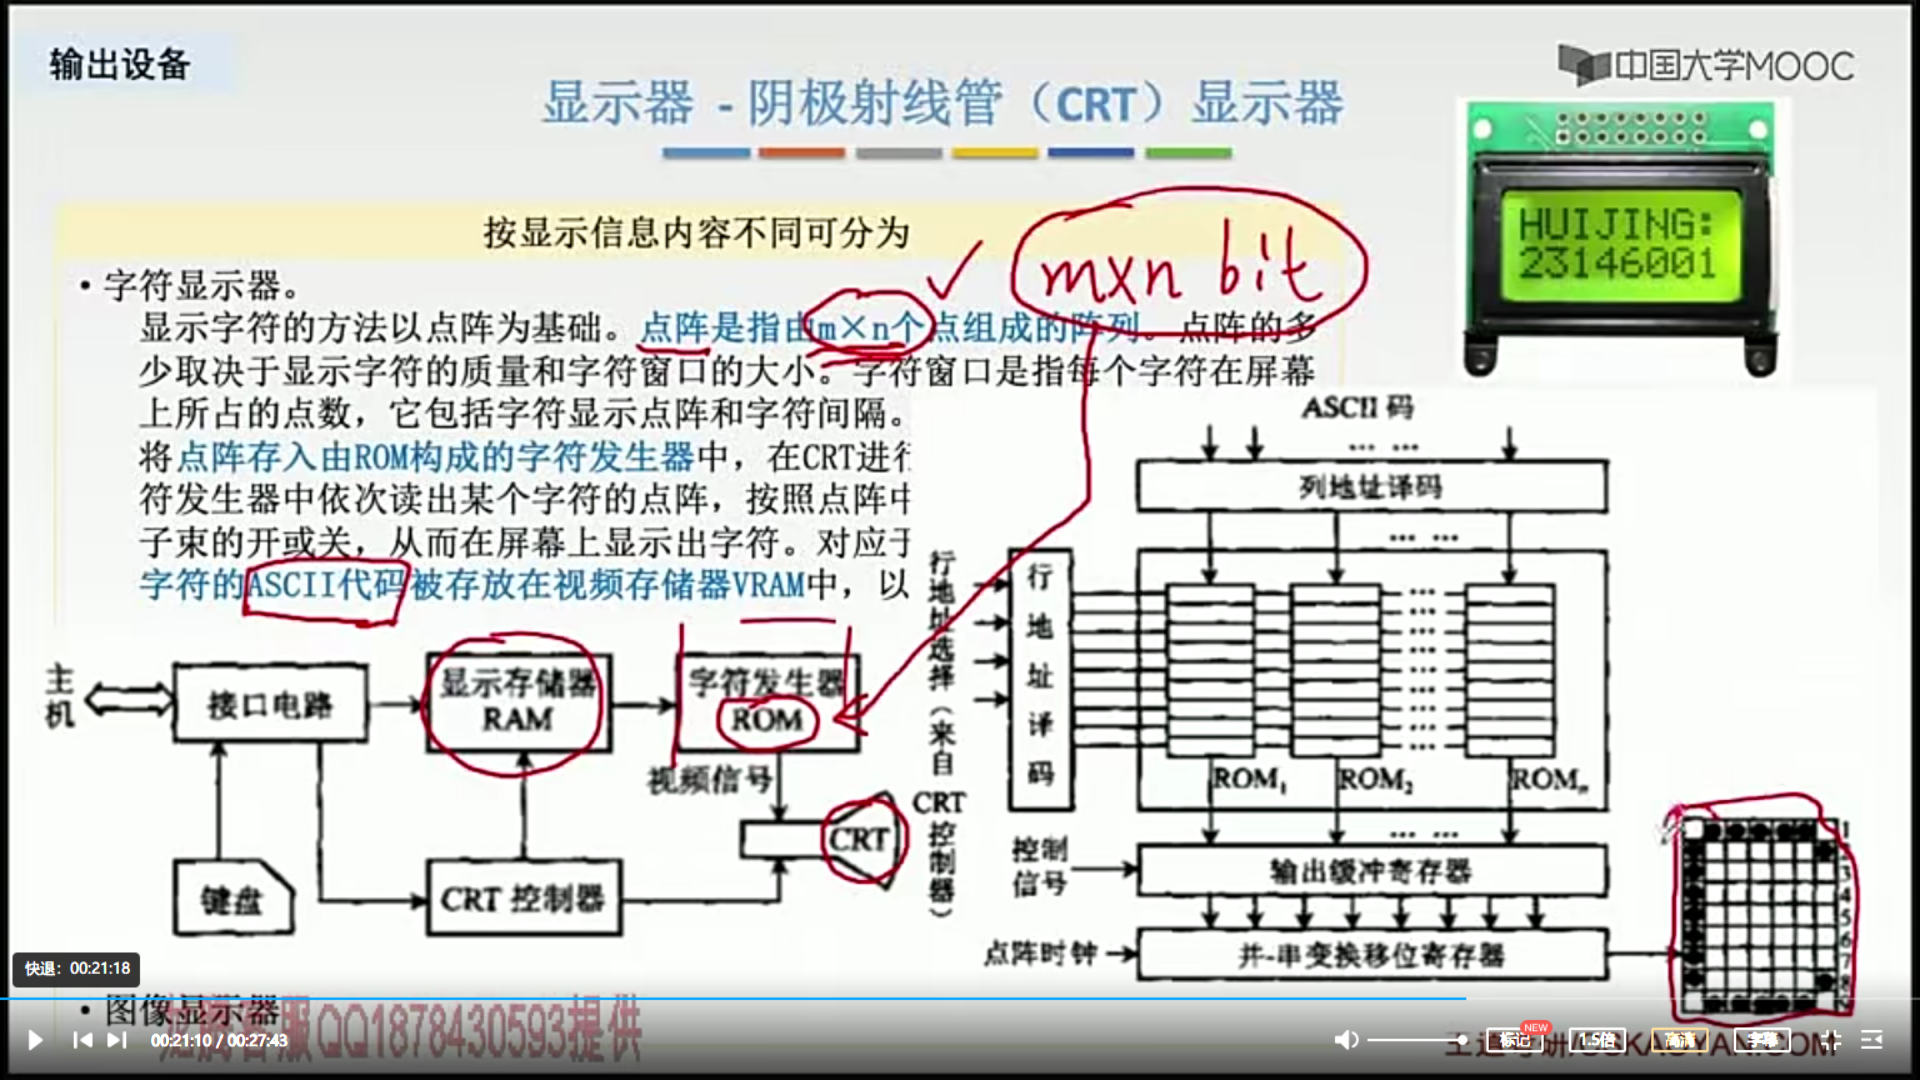 输出设备
中国大学MOOC
显示器 - 阴极射线管（CRT）显示器
HUIJING:
23146001
按显示信息内容不同可分为
m×n bit
• 字符显示器。
显示字符的方法以点阵为基础。点阵是指由m×n个点组成的阵列。点阵的多
少取决于显示字符的质量和字符窗口的大小。字符窗口是指每个字符在屏幕
上所占的点数，它包括字符显示点阵和字符间隔。
将点阵存入由ROM构成的字符发生器中，在CRT进行
符发生器中依次读出某个字符的点阵，按照点阵中
子束的开或关，从而在屏幕上显示出字符。对应于
字符的ASCII代码被存放在视频存储器VRAM中，以
主机
接口电路
显示存储器
RAM
字符发生器
ROM
视频信号
CRT
键盘
CRT 控制器
ASCII 码
... ...
列地址译码
... ...
行地址选择（来自CRT控制器）
行地址译码
...
...
...
...
...
...
...
...
...
ROM1
ROM2
ROMn
... ...
控制
信号
输出缓冲寄存器
点阵时钟
并-串变换移位寄存器
1
3
4
5
6
7
8
9
快退：00:21:18
• 图像显示器
客服QQ1878430593提供
00:21:10 / 00:27:43
NEW
标记
1.5倍
高清
字幕
王道考研/CSKAOYAN.COM